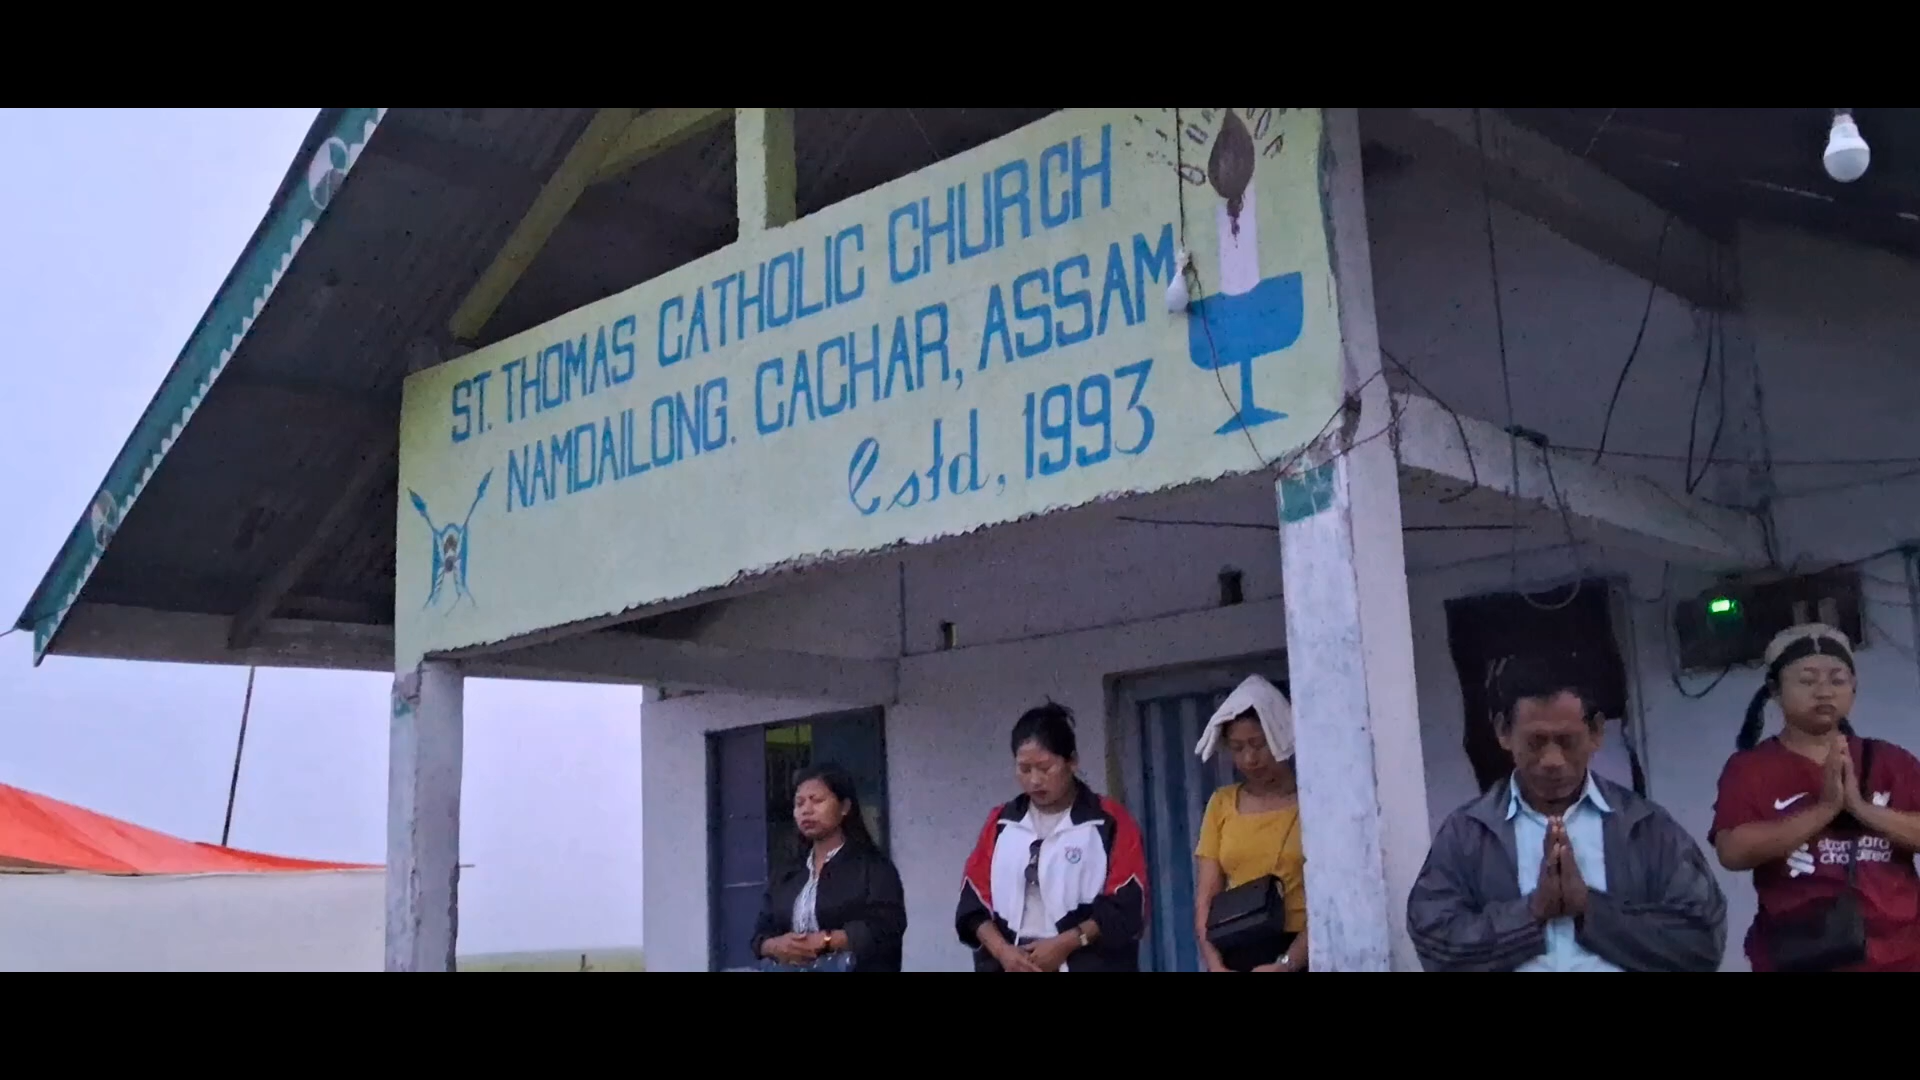 ST. THOMAS CATHOLIC CHURCH
NAMDAILONG. CACHAR, ASSAM
Estd, 1993